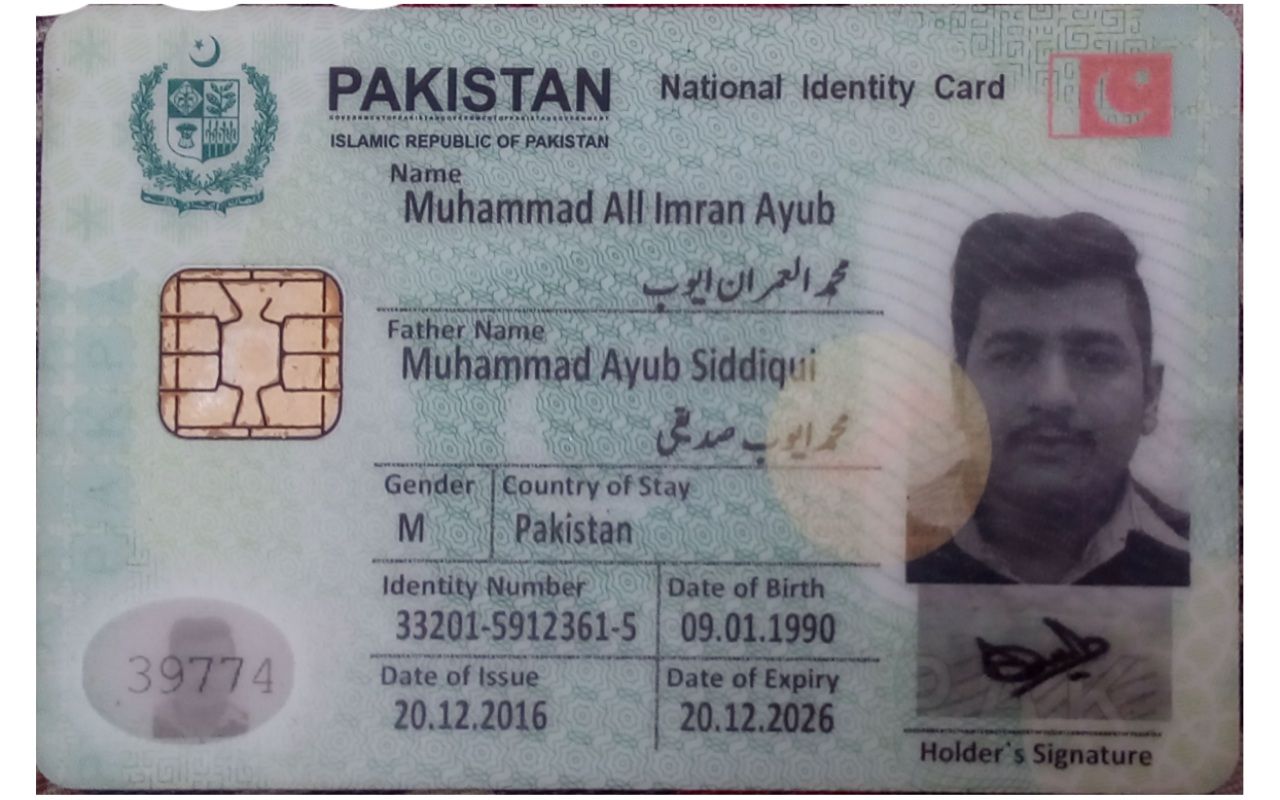 PAKISTAN
National Identity Card
ISLAMIC REPUBLIC OF PAKISTAN
Name
Muhammad All Imran Ayub
محمد العمران ایوب
Father Name
Muhammad Ayub Siddiqui
محمد ایوب صدیقی
Gender
Country of Stay
M
Pakistan
Identity Number
Date of Birth
33201-5912361-5
09.01.1990
Date of Issue
Date of Expiry
20.12.2016
20.12.2026
39774
Holder`s Signature